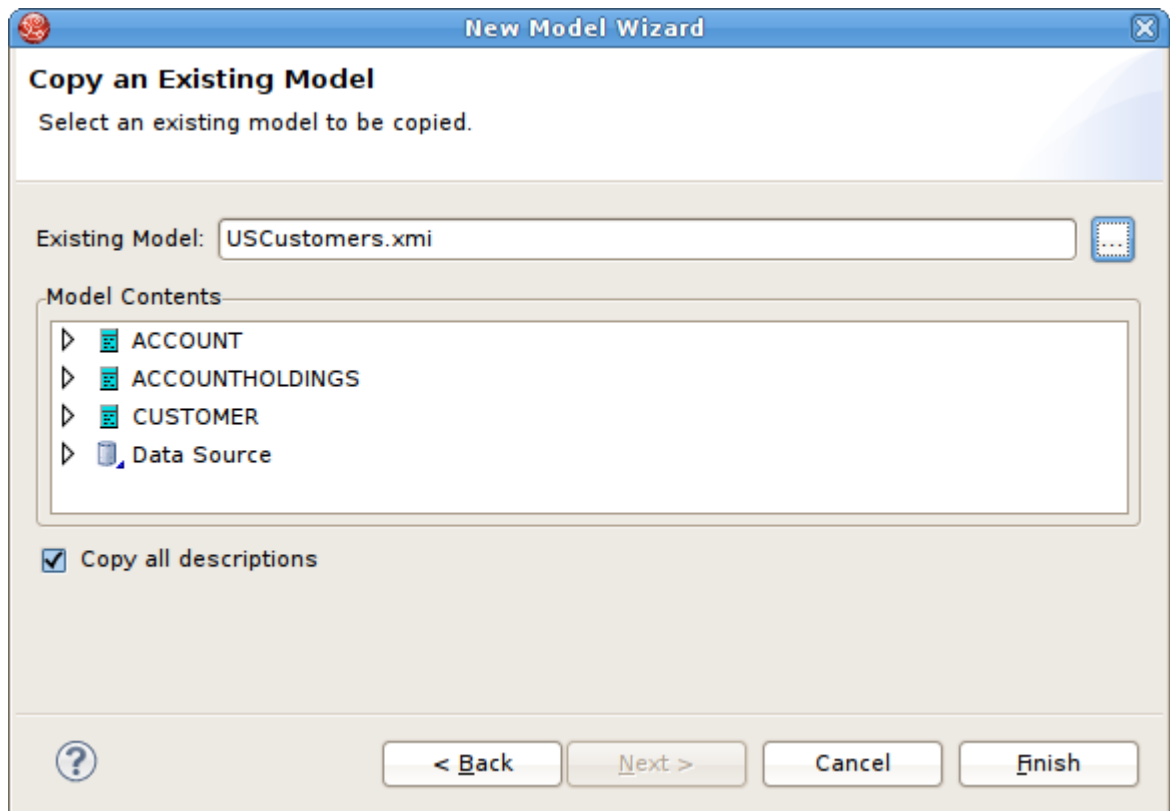 New Model Wizard
Copy an Existing Model
Select an existing model to be copied.
Existing Model: USCustomers.xmi ...
Model Contents
ACCOUNT
ACCOUNTHOLDINGS
CUSTOMER
Data Source
Copy all descriptions
? < Back Next > Cancel Finish